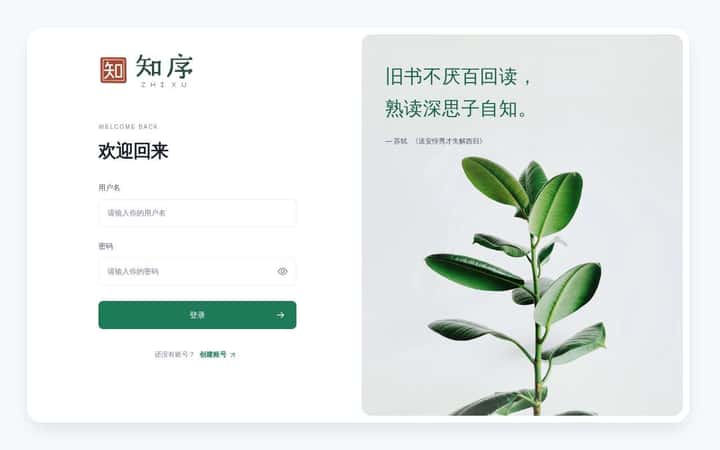 知
知序
ZHI XU
WELCOME BACK
欢迎回来
用户名
请输入你的用户名
密码
请输入你的密码
登录
还没有账号？ 创建账号
旧书不厌百回读，
熟读深思子自知。
— 苏轼 《送安惇秀才失解西归》